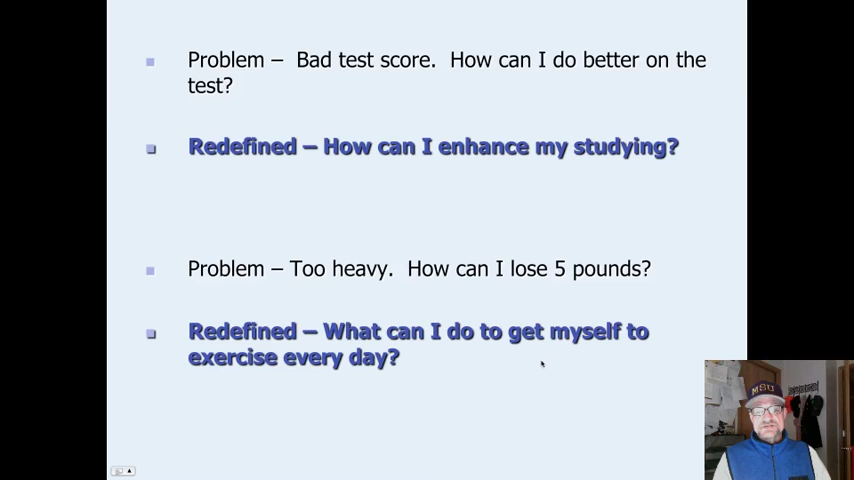 Problem – Bad test score. How can I do better on the
test?
Redefined – How can I enhance my studying?
Problem – Too heavy. How can I lose 5 pounds?
Redefined – What can I do to get myself to
exercise every day?
MSU